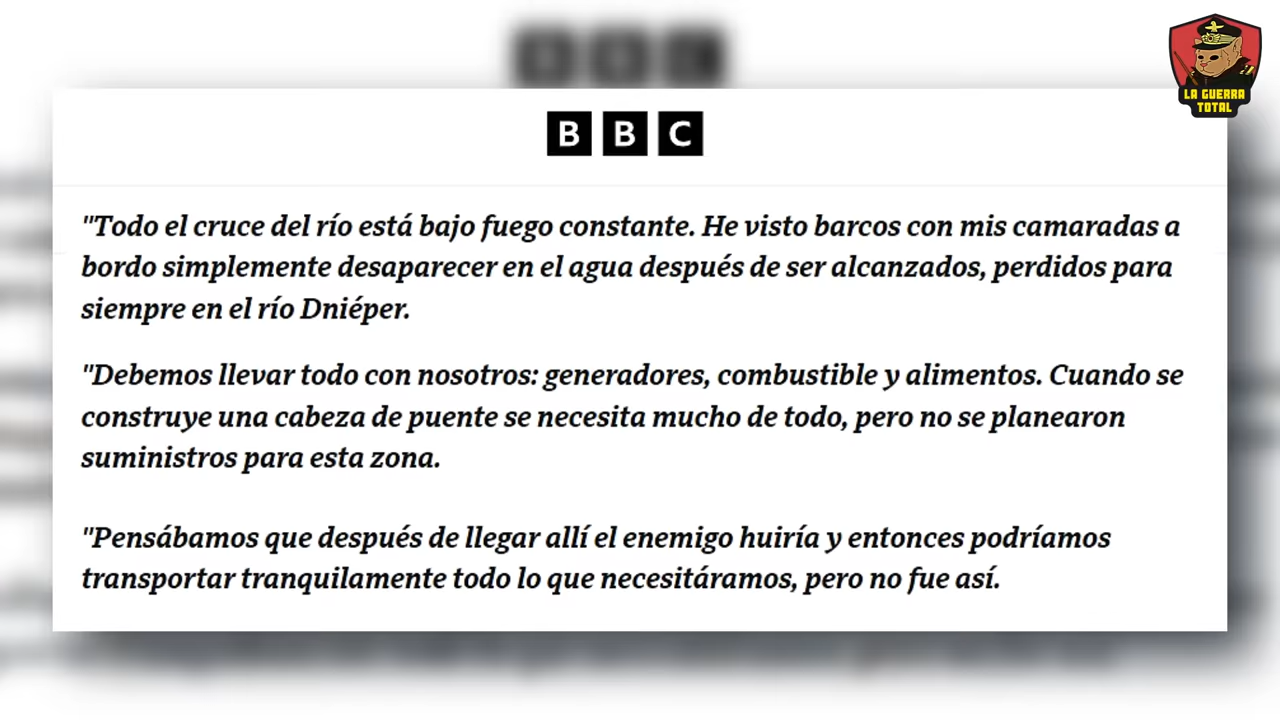 LA GUERRA
TOTAL
BBC
"Todo el cruce del río está bajo fuego constante. He visto barcos con mis camaradas a
bordo simplemente desaparecer en el agua después de ser alcanzados, perdidos para
siempre en el río Dniéper.
"Debemos llevar todo con nosotros: generadores, combustible y alimentos. Cuando se
construye una cabeza de puente se necesita mucho de todo, pero no se planearon
suministros para esta zona.
"Pensábamos que después de llegar allí el enemigo huiría y entonces podríamos
transportar tranquilamente todo lo que necesitáramos, pero no fue así.